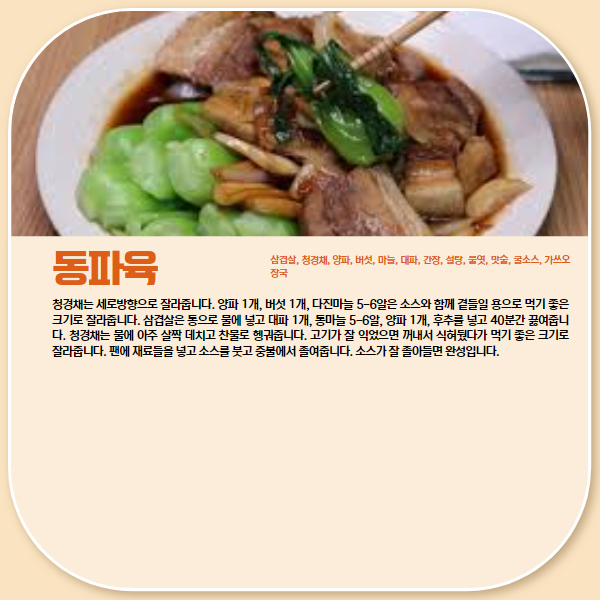 동파육
삼겹살, 청경채, 양파, 버섯, 마늘, 대파, 간장, 설탕, 물엿, 맛술, 굴소스, 가쓰오
장국
청경채는 세로방향으로 잘라줍니다. 양파 1개, 버섯 1개, 다진마늘 5-6알은 소스와 함께 곁들일 용으로 먹기 좋은
크기로 잘라줍니다. 삼겹살은 통으로 물에 넣고 대파 1개, 통마늘 5-6알, 양파 1개, 후추를 넣고 40분간 끓여줍니
다. 청경채는 물에 아주 살짝 데치고 찬물로 헹궈줍니다. 고기가 잘 익었으면 꺼내서 식혀뒀다가 먹기 좋은 크기로
잘라줍니다. 팬에 재료들을 넣고 소스를 붓고 중불에서 졸여줍니다. 소스가 잘 졸아들면 완성입니다.